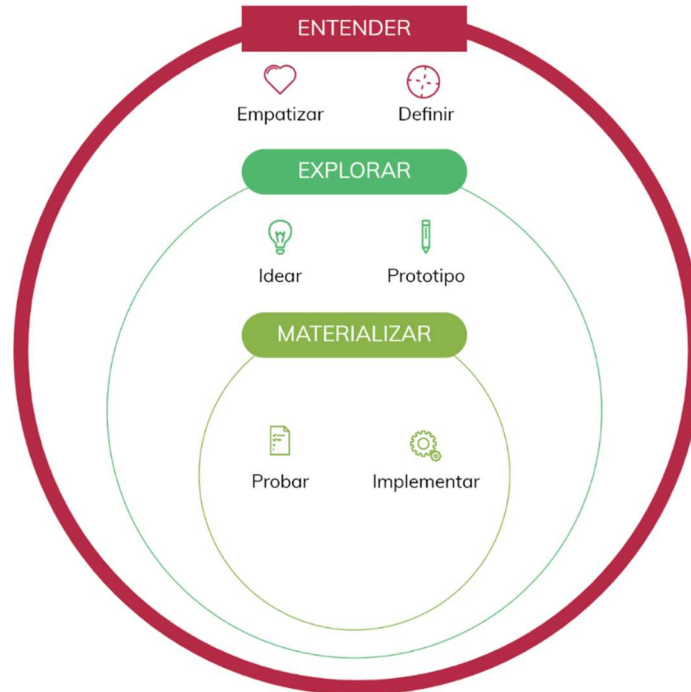 ENTENDER
Empatizar Definir
EXPLORAR
Idear Prototipo
MATERIALIZAR
Probar Implementar